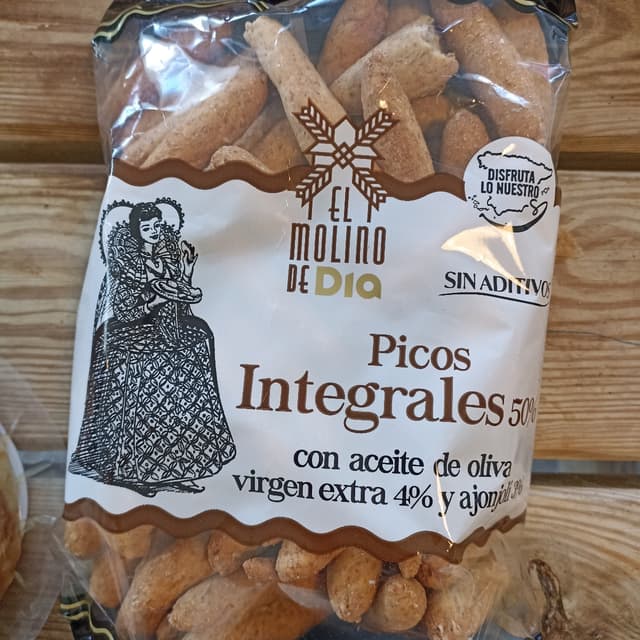 DISFRUTA
LO NUESTRO
EL
MOLINO
DE Dia
SIN ADITIVOS
Picos
Integrales 50%
con aceite de oliva
virgen extra 4% y ajonjolí 3%